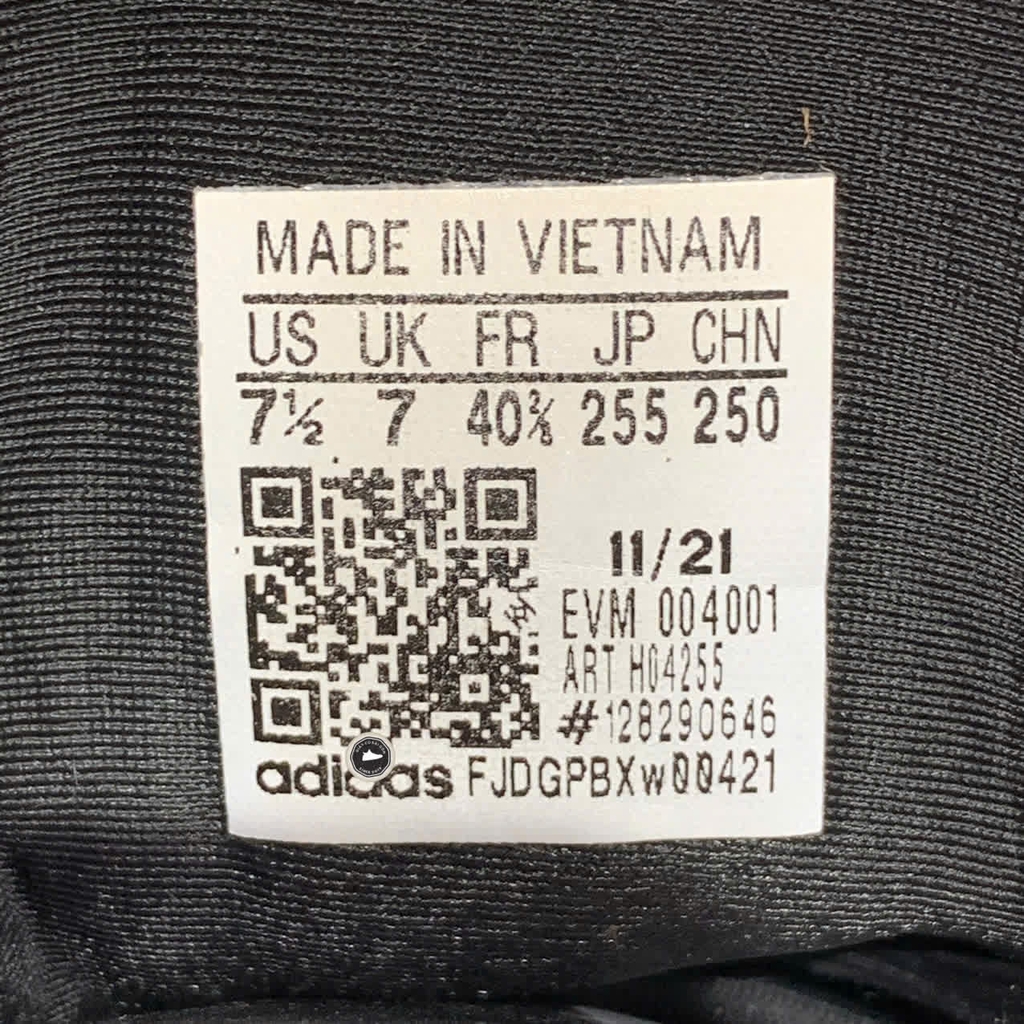 MADE IN VIETNAM
US UK FR JP CHN
7½ 7 40⅔ 255 250
11/21
EVM 004001
ART H04255
#128290646
adidas FJDGPBXw00421